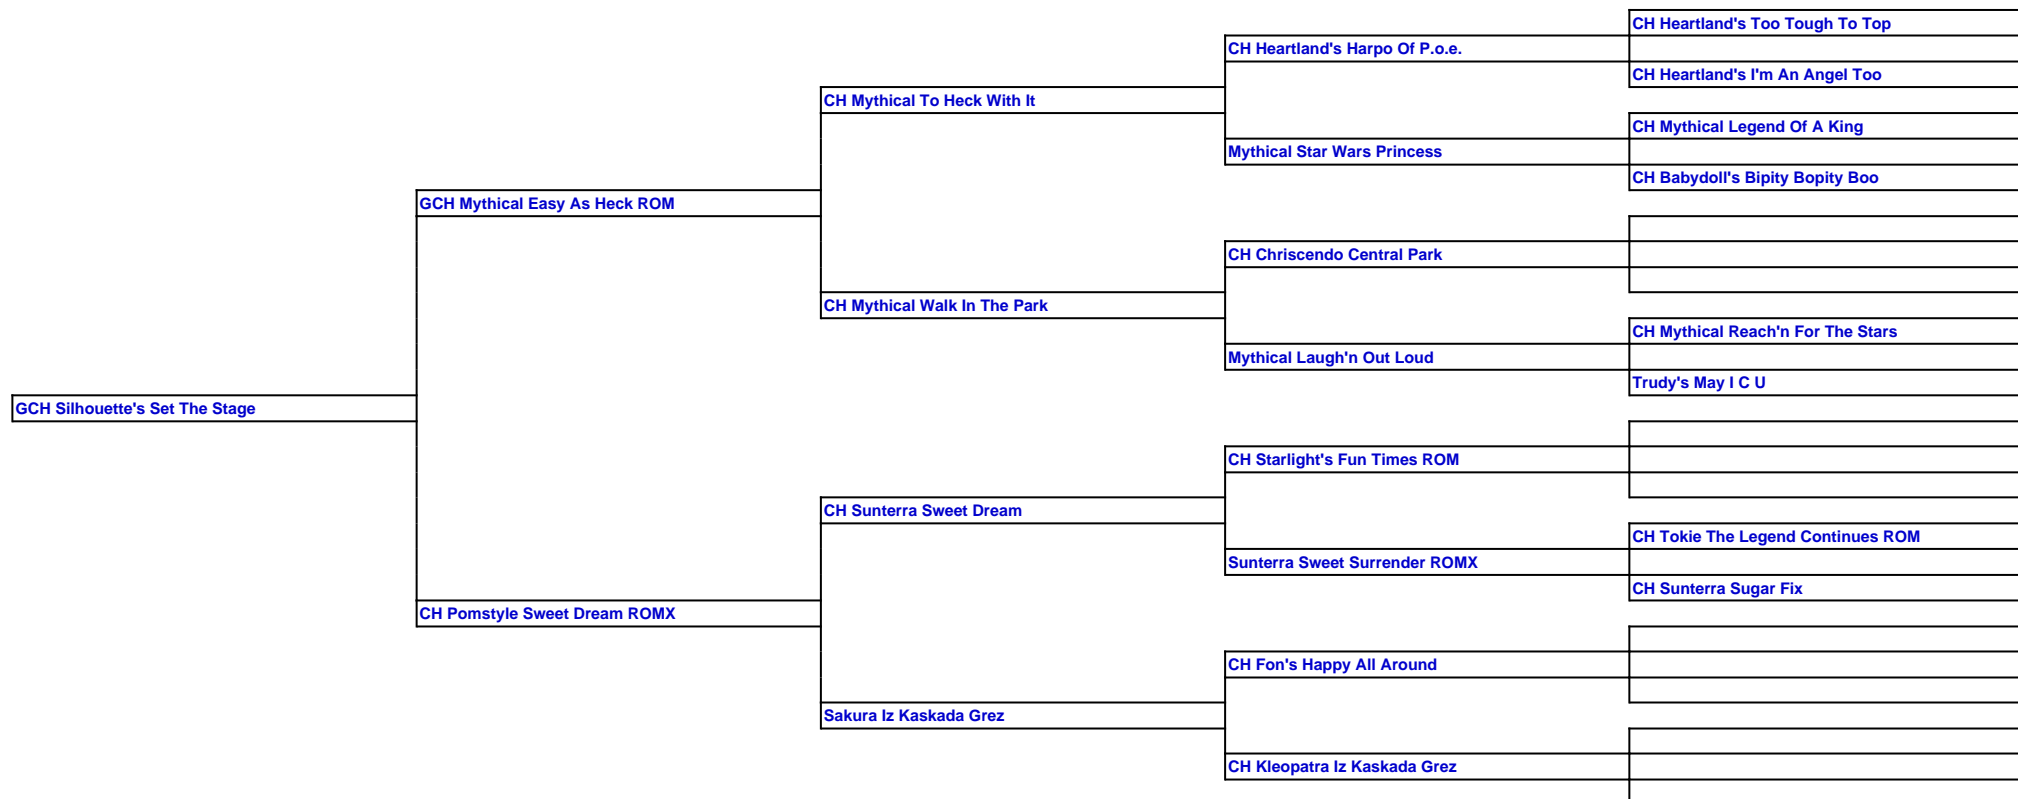 CH Heartland's Too Tough To Top
CH Heartland's Harpo Of P.o.e.
CH Heartland's I'm An Angel Too
CH Mythical To Heck With It
CH Mythical Legend Of A King
Mythical Star Wars Princess
CH Babydoll's Bipity Bopity Boo
GCH Mythical Easy As Heck ROM
CH Chriscendo Central Park
CH Mythical Walk In The Park
CH Mythical Reach'n For The Stars
Mythical Laugh'n Out Loud
Trudy's May I C U
GCH Silhouette's Set The Stage
CH Starlight's Fun Times ROM
CH Sunterra Sweet Dream
CH Tokie The Legend Continues ROM
Sunterra Sweet Surrender ROMX
CH Sunterra Sugar Fix
CH Pomstyle Sweet Dream ROMX
CH Fon's Happy All Around
Sakura Iz Kaskada Grez
CH Kleopatra Iz Kaskada Grez